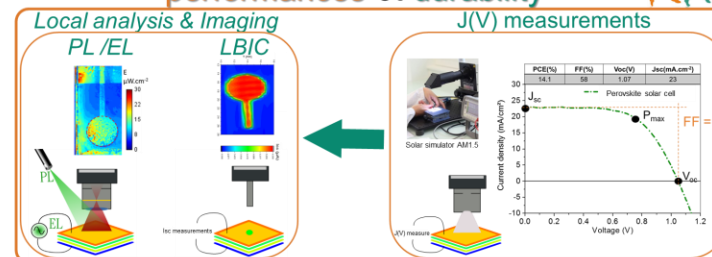 performances or durability
Local analysis & Imaging
J(V) measurements
PL /EL
LBIC
E
µW.cm⁻²
30
22
15
8
0
PL
EL
Isc measurements
Solar simulator AM1.5
J(V) measure
PCE(%) FF(%) Voc(V) Jsc(mA.cm⁻²)
14.1 58 1.07 23
Perovskite solar cell
Jsc
Pmax
FF =
Voc
Current density (mA/cm²)
30
25
20
15
10
5
0
-5
-10
0.0 0.2 0.4 0.6 0.8 1.0 1.2
Voltage (V)